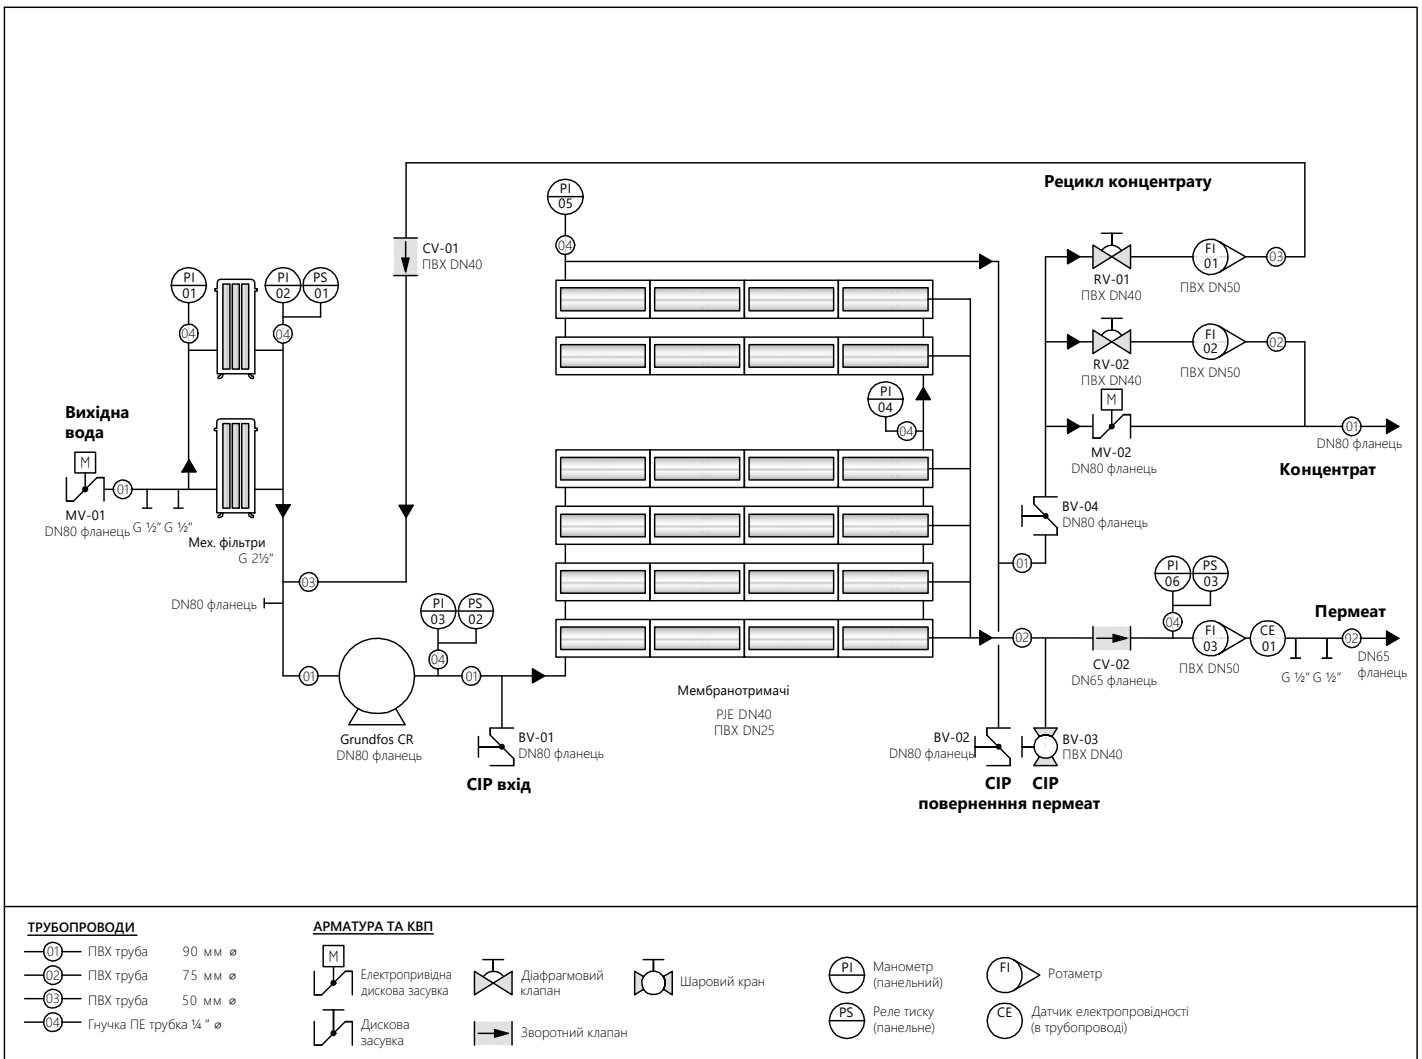 Рецикл концентрату
PI
05
04
CV-01
ПВХ DN40
FI
01
03
RV-01
ПВХ DN40
ПВХ DN50
PI
01
PI
02
PS
01
04
04
FI
02
02
RV-02
ПВХ DN40
ПВХ DN50
PI
04
04
M
01
MV-02
DN80 фланець
DN80 фланець
Концентрат
Вихідна
вода
M
01
MV-01
DN80 фланець
G ½"
G ½"
Мех. фільтри
G 2½"
BV-04
DN80 фланець
01
03
DN80 фланець
PI
03
PS
02
04
01
01
Grundfos CR
DN80 фланець
PI
06
PS
03
04
Пермеат
02
FI
03
CE
01
02
CV-02
DN65 фланець
ПВХ DN50
G ½"
G ½"
DN65
фланець
Мембранотримачі
PJE DN40
ПВХ DN25
BV-01
DN80 фланець
CIP вхід
BV-02
DN80 фланець
BV-03
ПВХ DN40
CIP
повернення
CIP
пермеат
ТРУБОПРОВОДИ
01 ПВХ труба 90 мм ø
02 ПВХ труба 75 мм ø
03 ПВХ труба 50 мм ø
04 Гнучка ПЕ трубка ¼ " ø
АРМАТУРА ТА КВП
M
Електропривідна
дискова засувка
Дискова
засувка
Діафрагмовий
клапан
Зворотний клапан
Шаровий кран
PI
Манометр
(панельний)
PS
Реле тиску
(панельне)
FI
Ротаметр
CE
Датчик електропровідності
(в трубопроводі)